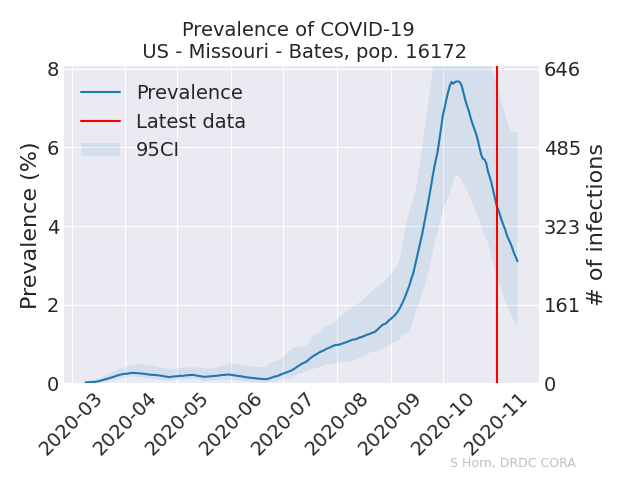 Prevalence of COVID-19
US - Missouri - Bates, pop. 16172
Prevalence
Latest data
95CI
Prevalence (%)
8
6
4
2
0
# of infections
646
485
323
161
0
2020-03
2020-04
2020-05
2020-06
2020-07
2020-08
2020-09
2020-10
2020-11
S Horn, DRDC CORA